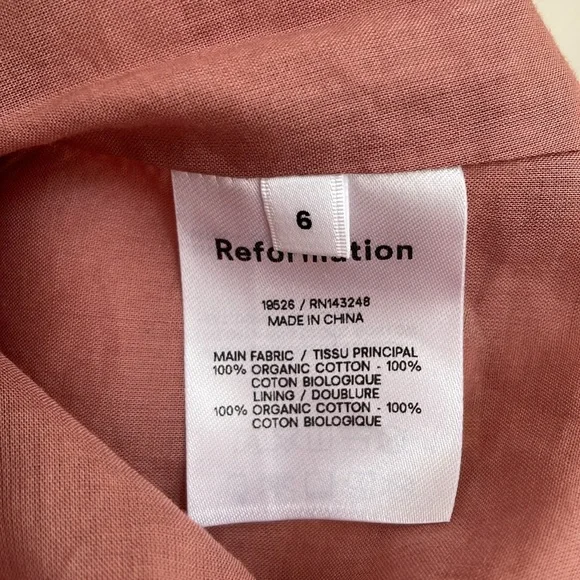 6
Reformation
19526 / RN143248
MADE IN CHINA
MAIN FABRIC / TISSU PRINCIPAL
100% ORGANIC COTTON - 100%
COTON BIOLOGIQUE
LINING / DOUBLURE
100% ORGANIC COTTON - 100%
COTON BIOLOGIQUE